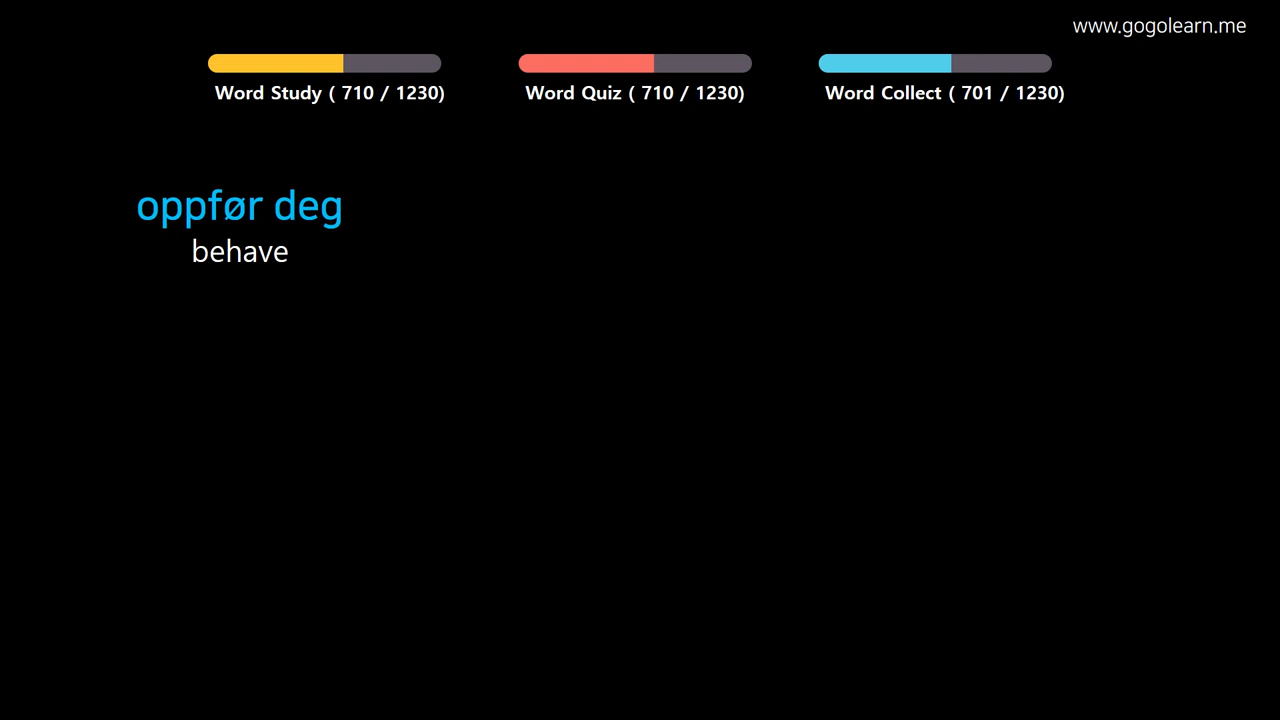 www.gogolearn.me
Word Study ( 710 / 1230)
Word Quiz ( 710 / 1230)
Word Collect ( 701 / 1230)
oppfør deg
behave